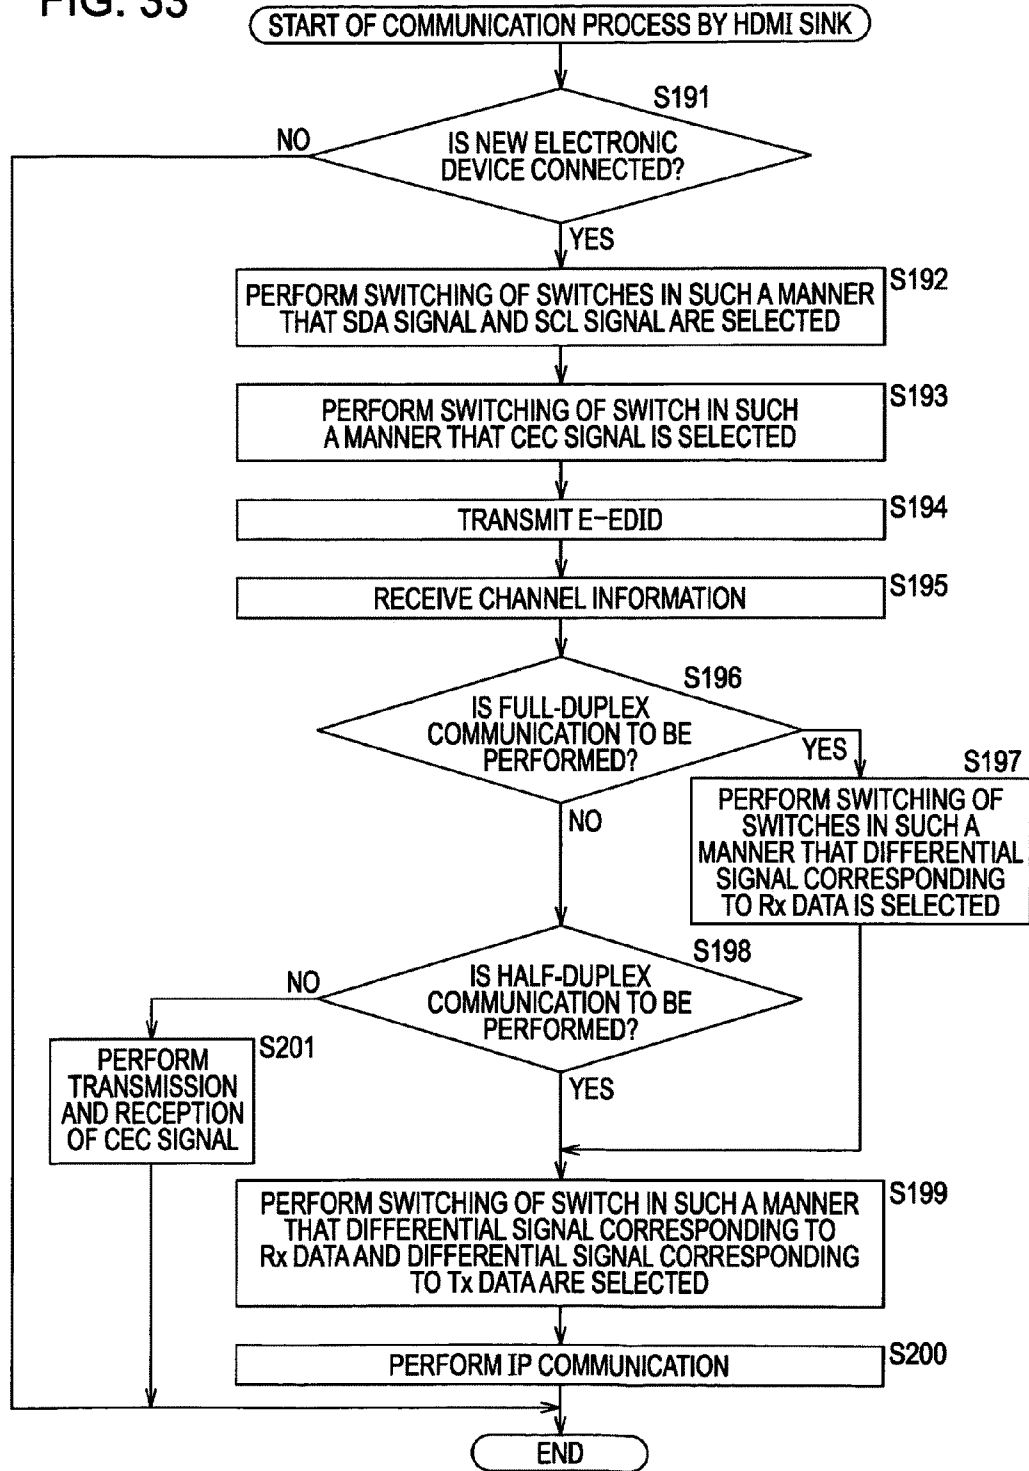 FIG. 33
START OF COMMUNICATION PROCESS BY HDMI SINK
S191
NO
IS NEW ELECTRONIC
DEVICE CONNECTED?
YES
S192
PERFORM SWITCHING OF SWITCHES IN SUCH A MANNER
THAT SDA SIGNAL AND SCL SIGNAL ARE SELECTED
S193
PERFORM SWITCHING OF SWITCH IN SUCH
A MANNER THAT CEC SIGNAL IS SELECTED
S194
TRANSMIT E-EDID
S195
RECEIVE CHANNEL INFORMATION
S196
IS FULL-DUPLEX
COMMUNICATION TO BE
PERFORMED?
YES
NO
S197
PERFORM SWITCHING OF
SWITCHES IN SUCH A
MANNER THAT DIFFERENTIAL
SIGNAL CORRESPONDING
TO Rx DATA IS SELECTED
S198
NO
IS HALF-DUPLEX
COMMUNICATION TO BE
PERFORMED?
YES
S201
PERFORM
TRANSMISSION
AND RECEPTION
OF CEC SIGNAL
S199
PERFORM SWITCHING OF SWITCH IN SUCH A MANNER
THAT DIFFERENTIAL SIGNAL CORRESPONDING TO
Rx DATA AND DIFFERENTIAL SIGNAL CORRESPONDING
TO Tx DATA ARE SELECTED
S200
PERFORM IP COMMUNICATION
END